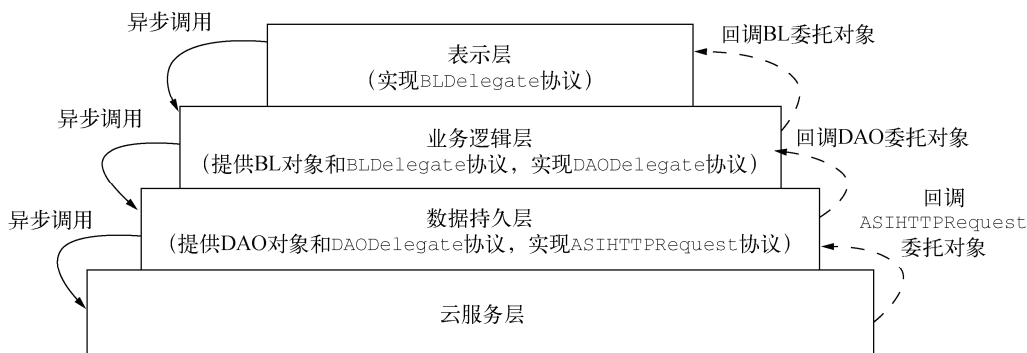 异步调用
表示层
(实现BLDelegate协议)
回调BL委托对象
异步调用
业务逻辑层
(提供BL对象和BLDelegate协议,实现DAODelegate协议)
回调DAO委托对象
异步调用
数据持久层
(提供DAO对象和DAODelegate协议,实现ASIHTTPRequest协议)
回调
ASIHTTPRequest
委托对象
云服务层